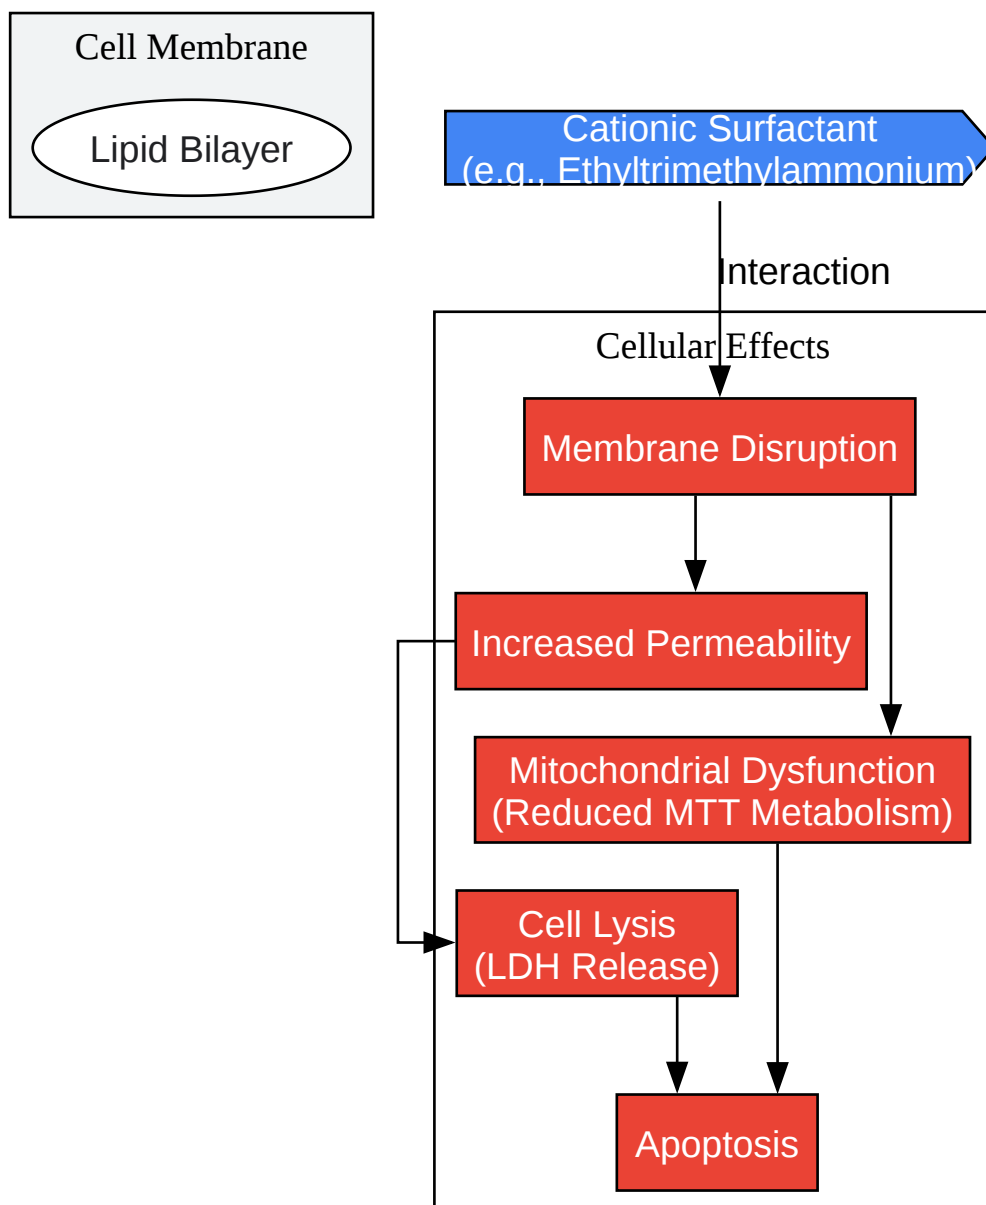 Cell Membrane
Lipid Bilayer
Cationic Surfactant
(e.g., Ethyltrimethylammonium)
Interaction
Cellular Effects
Membrane Disruption
Increased Permeability
Mitochondrial Dysfunction
(Reduced MTT Metabolism)
Cell Lysis
(LDH Release)
Apoptosis